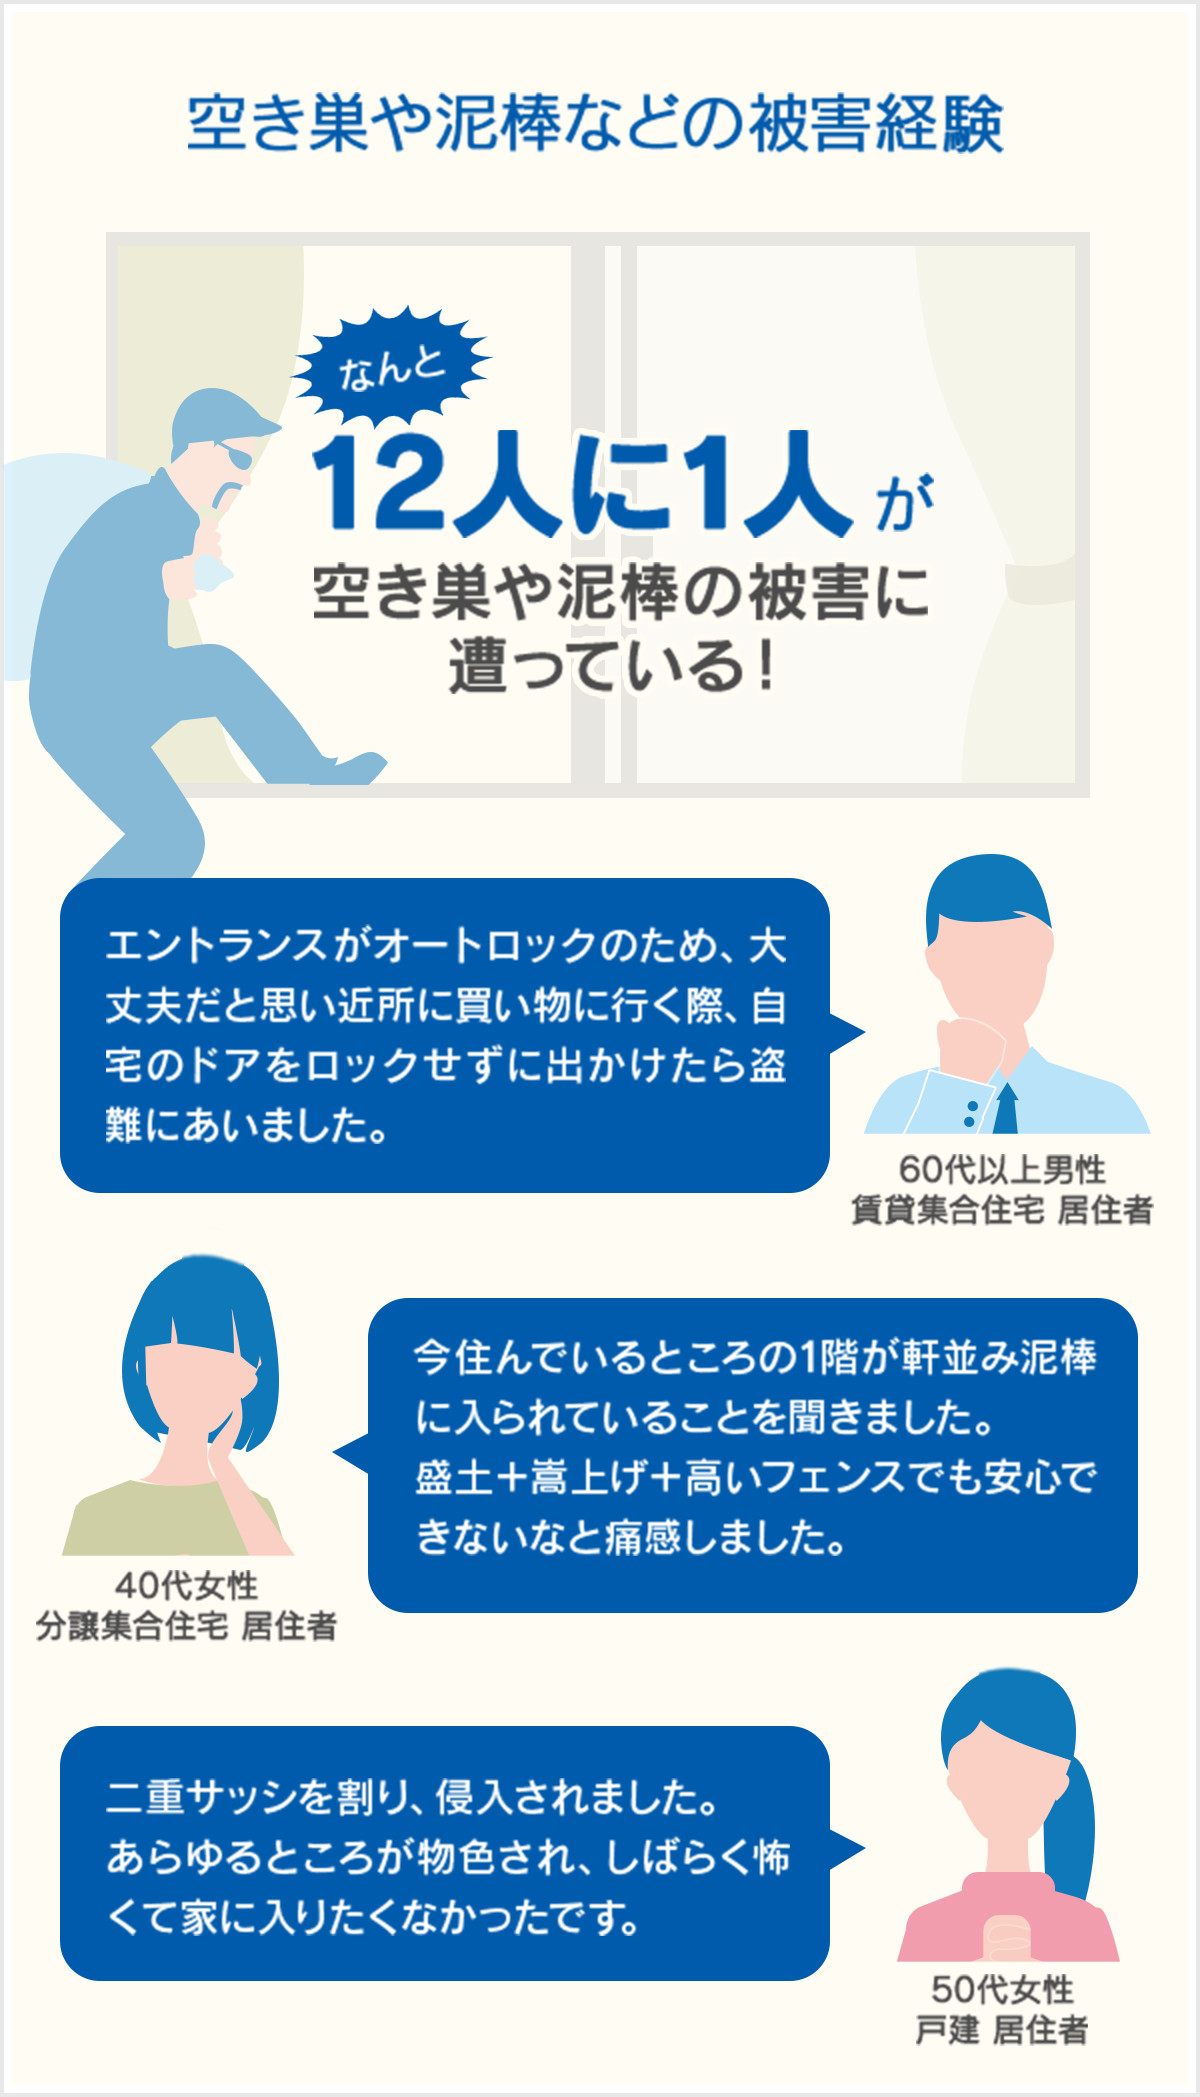 空き巣や泥棒などの被害経験
なんと
12人に1人が
空き巣や泥棒の被害に
遭っている！
エントランスがオートロックのため、大
丈夫だと思い近所に買い物に行く際、自
宅のドアをロックせずに出かけたら盗
難にあいました。
60代以上男性
賃貸集合住宅 居住者
今住んでいるところの1階が軒並み泥棒
に入られていることを聞きました。
盛土＋嵩上げ＋高いフェンスでも安心で
きないなと痛感しました。
40代女性
分譲集合住宅 居住者
二重サッシを割り、侵入されました。
あらゆるところが物色され、しばらく怖
くて家に入りたくなかったです。
50代女性
戸建 居住者